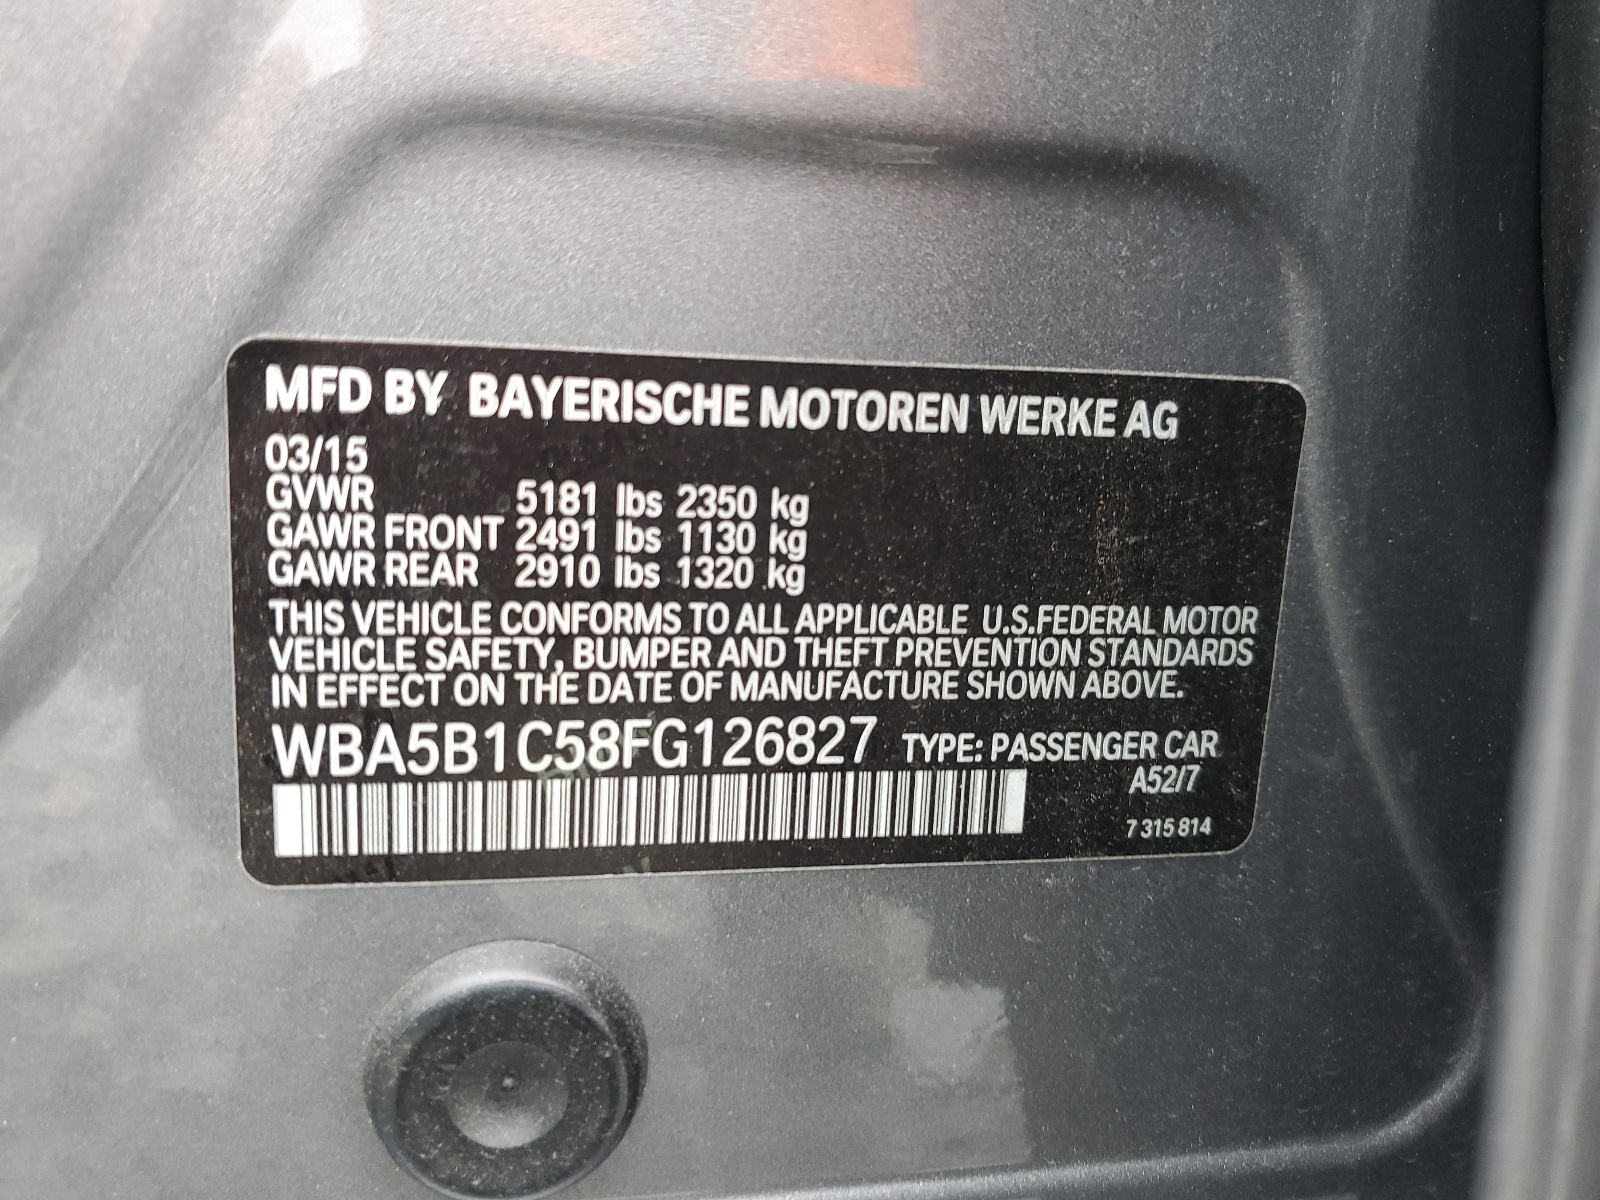 MFD BY BAYERISCHE MOTOREN WERKE AG
03/15
GVWR 5181 lbs 2350 kg
GAWR FRONT 2491 lbs 1130 kg
GAWR REAR 2910 lbs 1320 kg
THIS VEHICLE CONFORMS TO ALL APPLICABLE U.S.FEDERAL MOTOR
VEHICLE SAFETY, BUMPER AND THEFT PREVENTION STANDARDS
IN EFFECT ON THE DATE OF MANUFACTURE SHOWN ABOVE.
WBA5B1C58FG126827 TYPE: PASSENGER CAR
A52/7
7 315 814